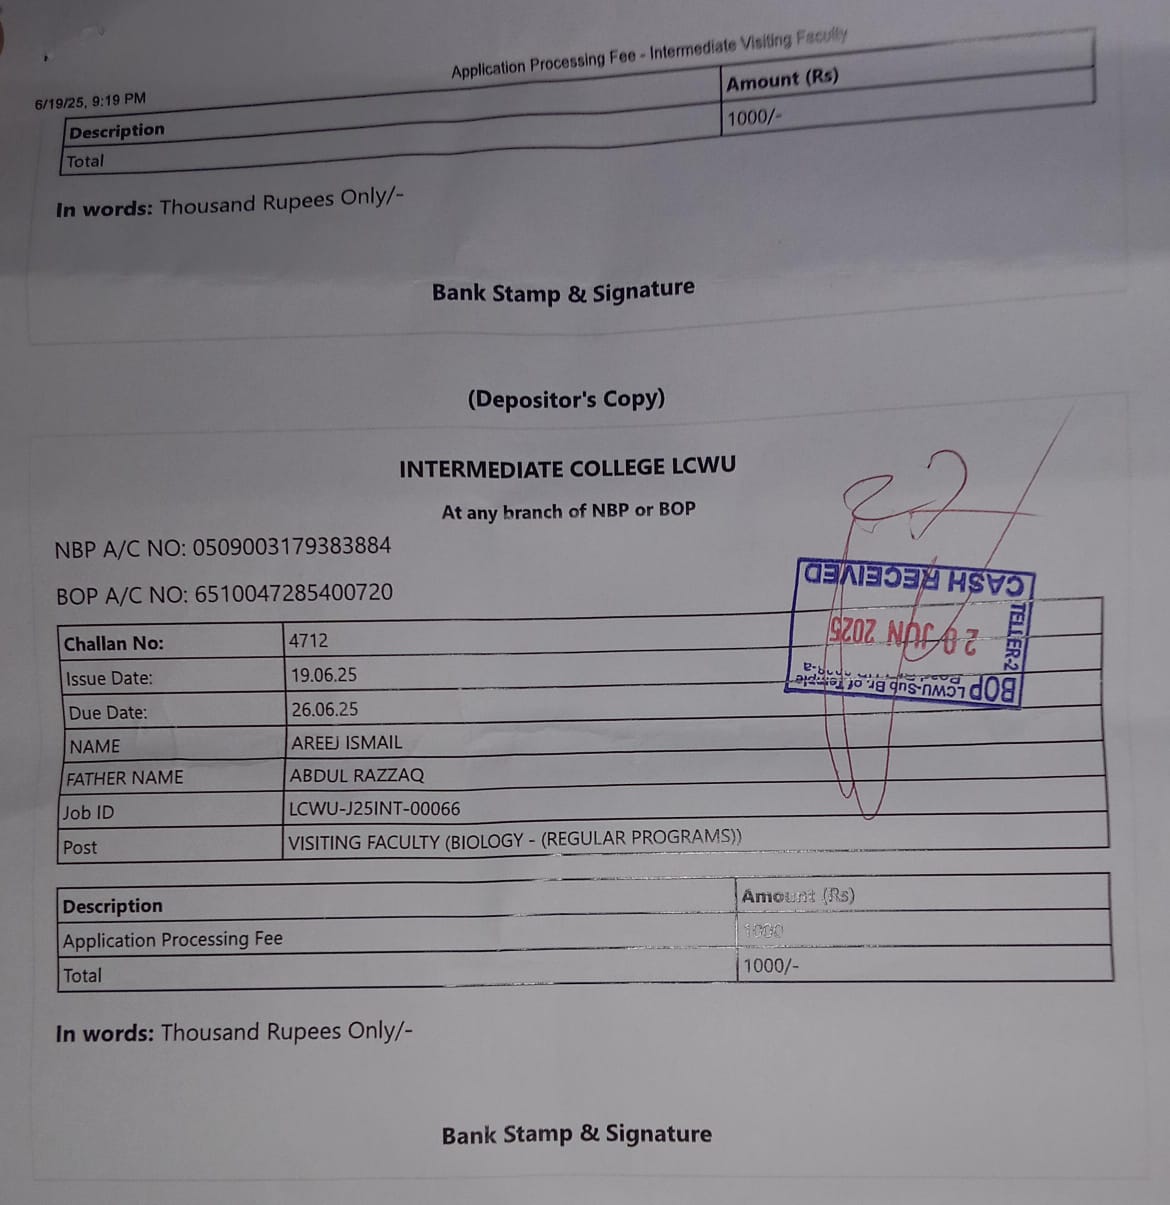 Application Processing Fee - Intermediate Visiting Faculty
6/19/25, 9:19 PM
Description Amount (Rs)
Total 1000/-
In words: Thousand Rupees Only/-
Bank Stamp & Signature
(Depositor's Copy)
INTERMEDIATE COLLEGE LCWU
At any branch of NBP or BOP
NBP A/C NO: 0509003179383884
BOP A/C NO: 6510047285400720
Challan No: 4712
Issue Date: 19.06.25
Due Date: 26.06.25
NAME AREEJ ISMAIL
FATHER NAME ABDUL RAZZAQ
Job ID LCWU-J25INT-00066
Post VISITING FACULTY (BIOLOGY - (REGULAR PROGRAMS))
BOP LCWU-Sub Br. of Temple
TELLER-2
20 JUN 2025
CASH RECEIVED
Description Amount (Rs)
Application Processing Fee 1000
Total 1000/-
In words: Thousand Rupees Only/-
Bank Stamp & Signature